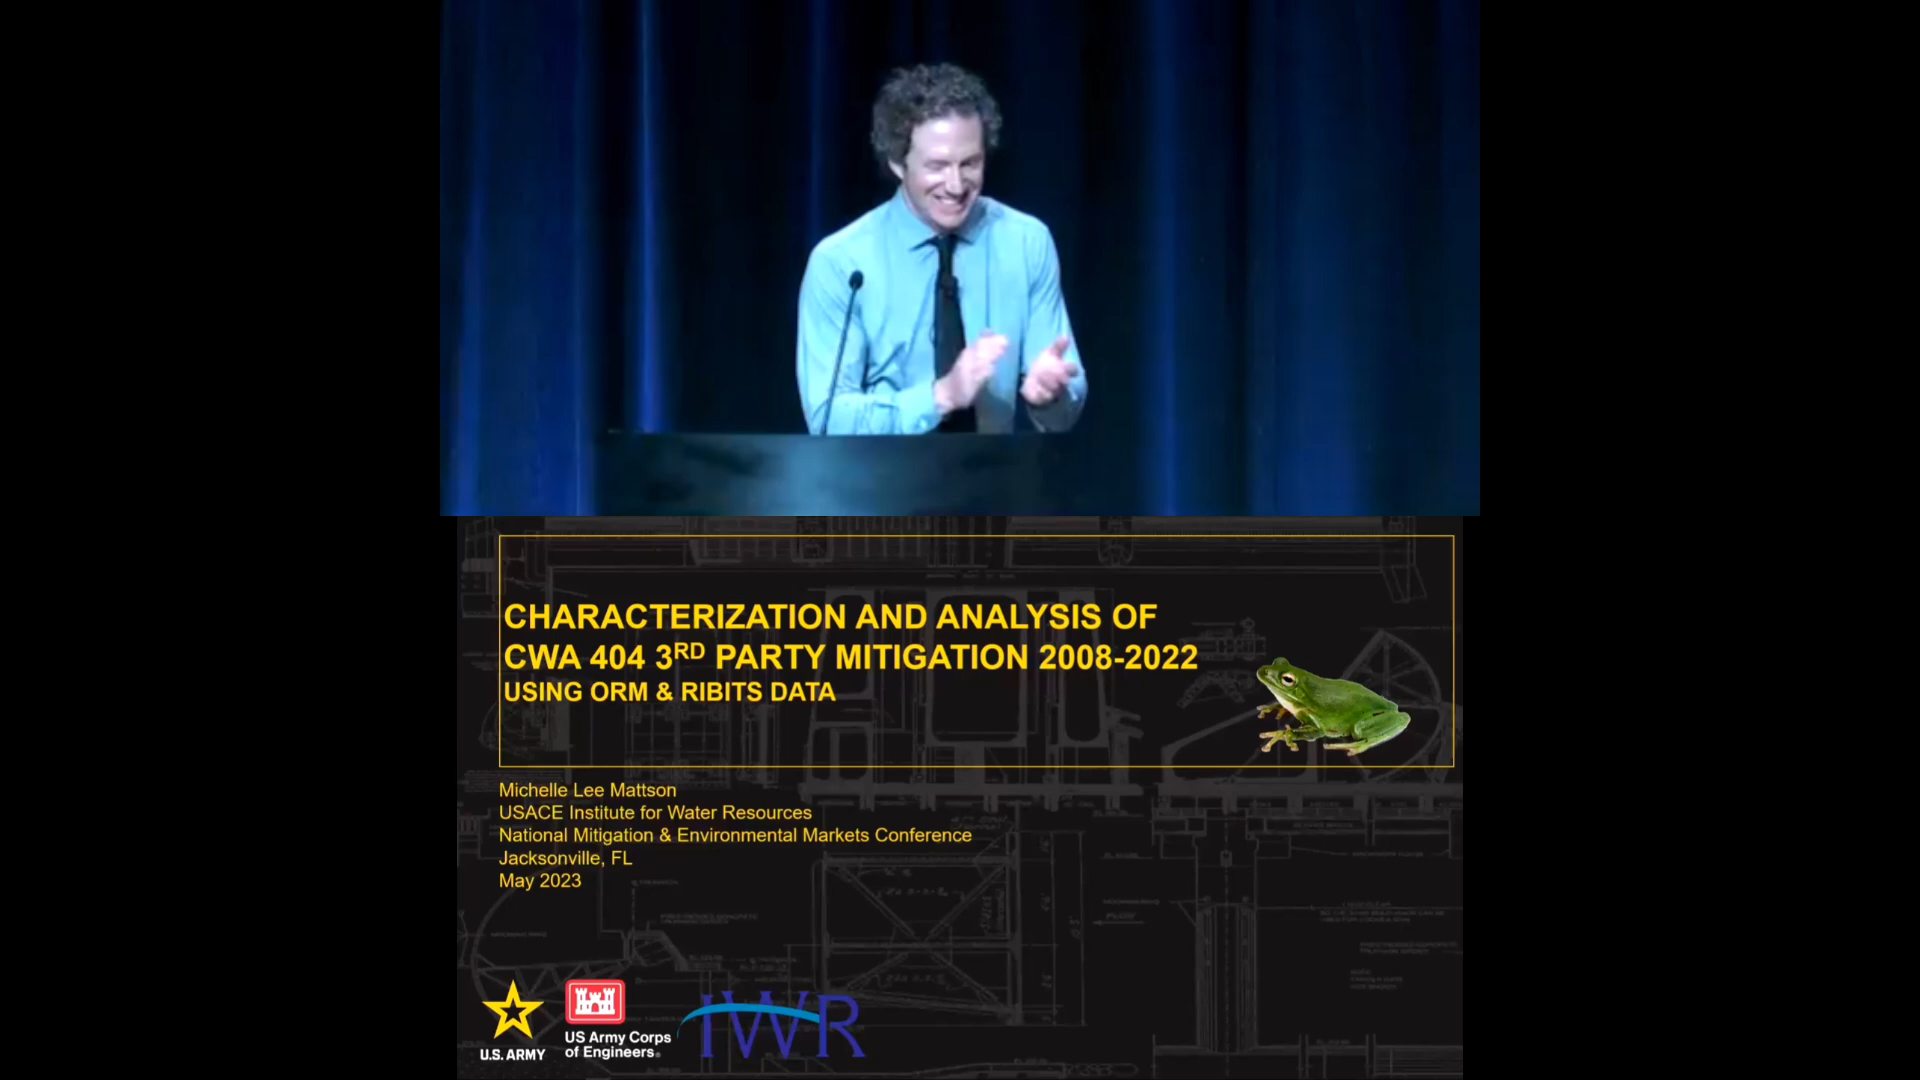 CHARACTERIZATION AND ANALYSIS OF
CWA 404 3RD PARTY MITIGATION 2008-2022
USING ORM & RIBITS DATA
Michelle Lee Mattson
USACE Institute for Water Resources
National Mitigation & Environmental Markets Conference
Jacksonville, FL
May 2023
U.S. ARMY
US Army Corps
of Engineers®
IWR